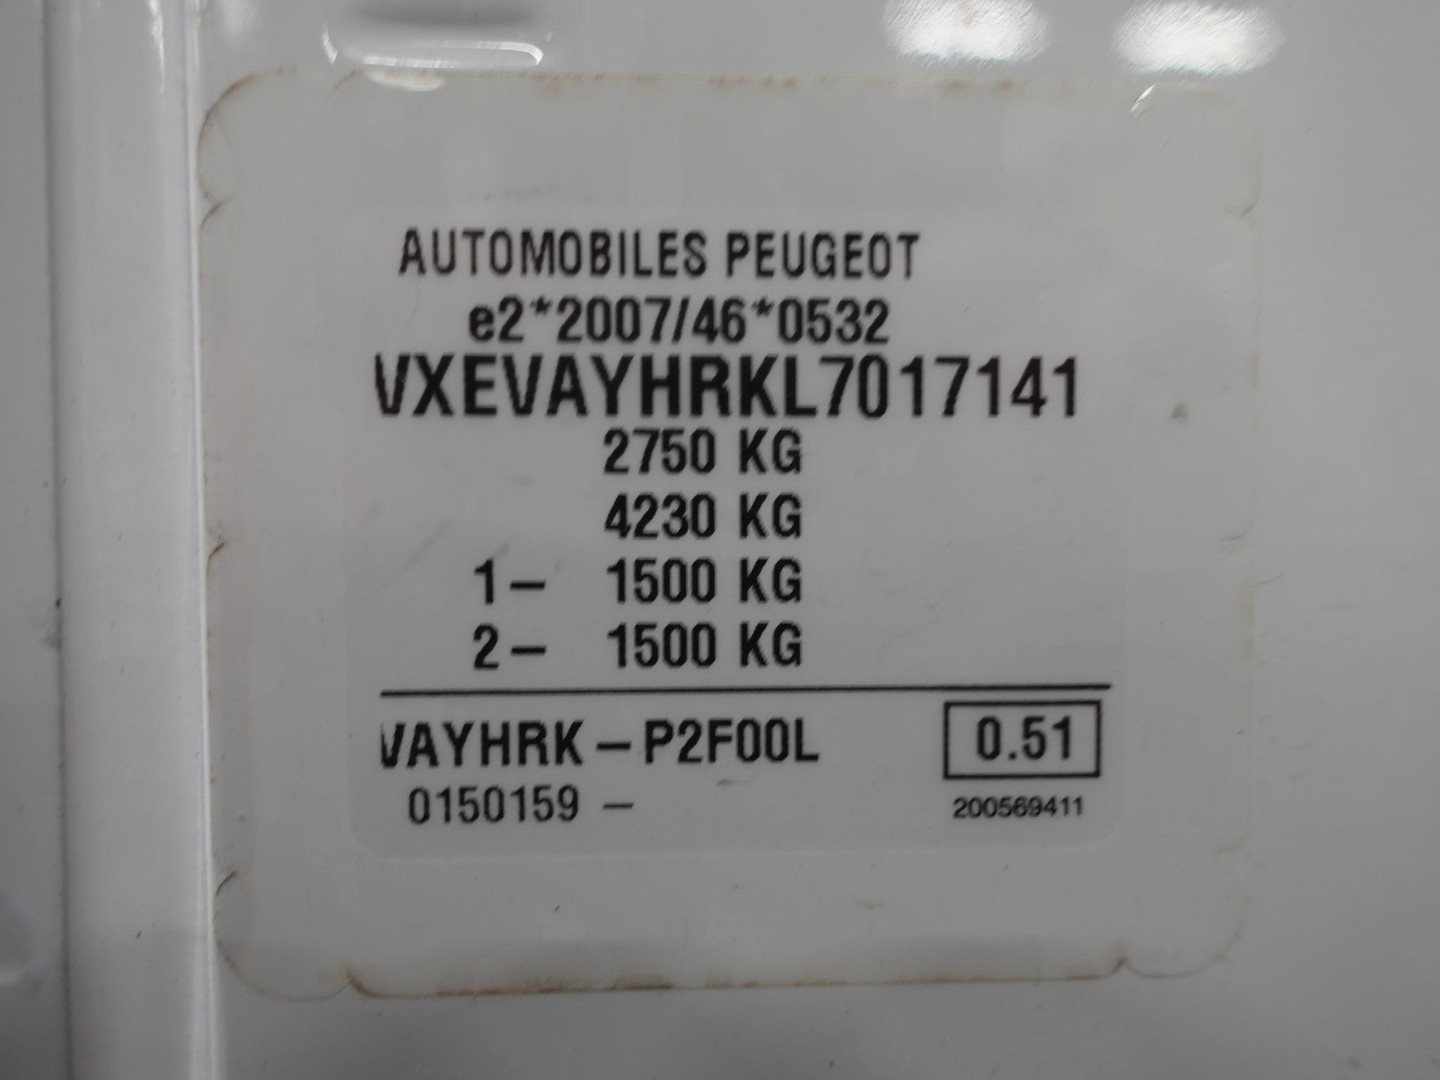 AUTOMOBILES PEUGEOT
e2*2007/46*0532
VXEVAYHRKL7017141
2750 KG
4230 KG
1- 1500 KG
2- 1500 KG
VAYHRK - P2F00L 0.51
0150159 - 200569411